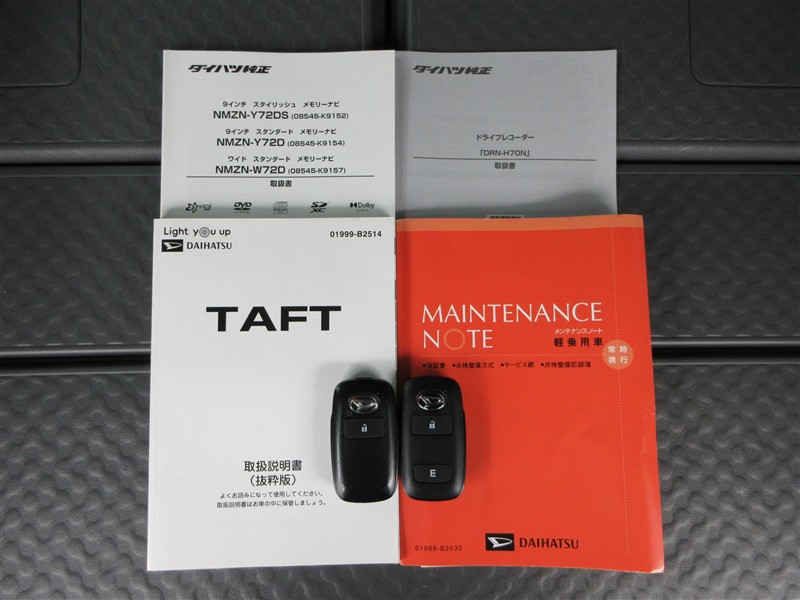 ダイハツ純正
9インチ スタイリッシュ メモリーナビ
NMZN-Y72DS (08545-K9152)
9インチ スタンダード メモリーナビ
NMZN-Y72D (08545-K9154)
ワイド スタンダード メモリーナビ
NMZN-W72D (08545-K9157)
取扱書
DVD
SD
XC
Dolby
ダイハツ純正
ドライブレコーダー
「DRN-H70N」
取扱書
Light you up
DAIHATSU
01999-B2514
TAFT
取扱説明書
(抜粋版)
よくお読みになって使用してください。
取扱説明書はお車の中に保管しましょう。
MAINTENANCE
NOTE
メンテナンスノート
軽乗用車
常時
携行
•保証書 •点検整備方式 •サービス網 •点検整備記録簿
E
01989-B2032
DAIHATSU